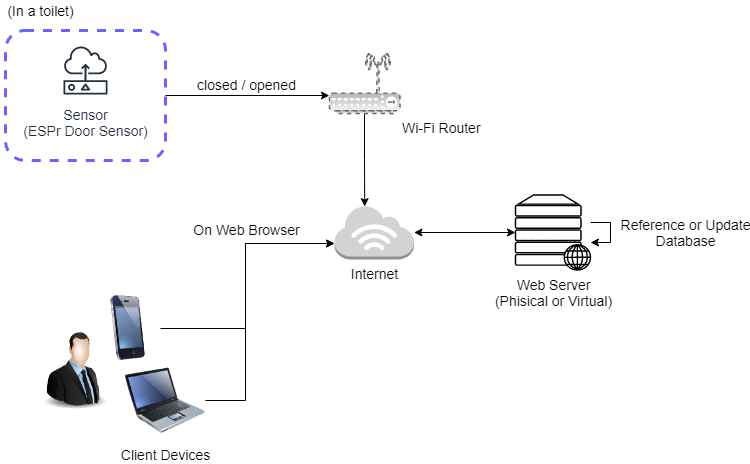 (In a toilet)
closed / opened
Sensor
(ESPr Door Sensor)
Wi-Fi Router
On Web Browser
Reference or Update
Database
Internet
Web Server
(Phisical or Virtual)
Client Devices